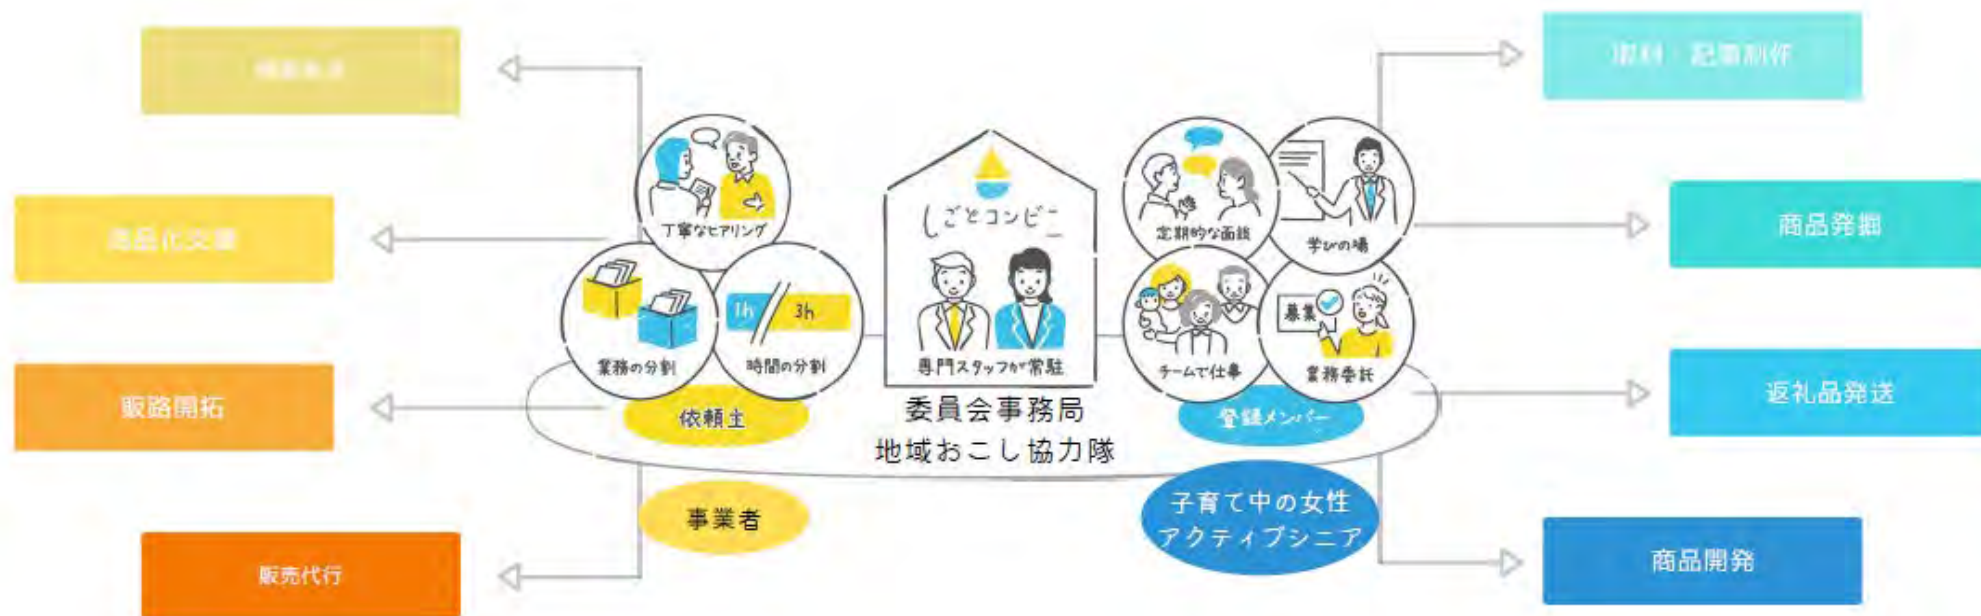 取材・記事制作
丁寧なヒアリング
しごとコンビニ
定期的な面談
学びの場
商品化支援
商品発掘
1h
3h
募集
業務の分割
時間の分割
専門スタッフが常駐
チームで仕事
業務委託
販路開拓
依頼主
委員会事務局
登録メンバー
返礼品発送
地域おこし協力隊
事業者
子育て中の女性
アクティブシニア
販売代行
商品開発